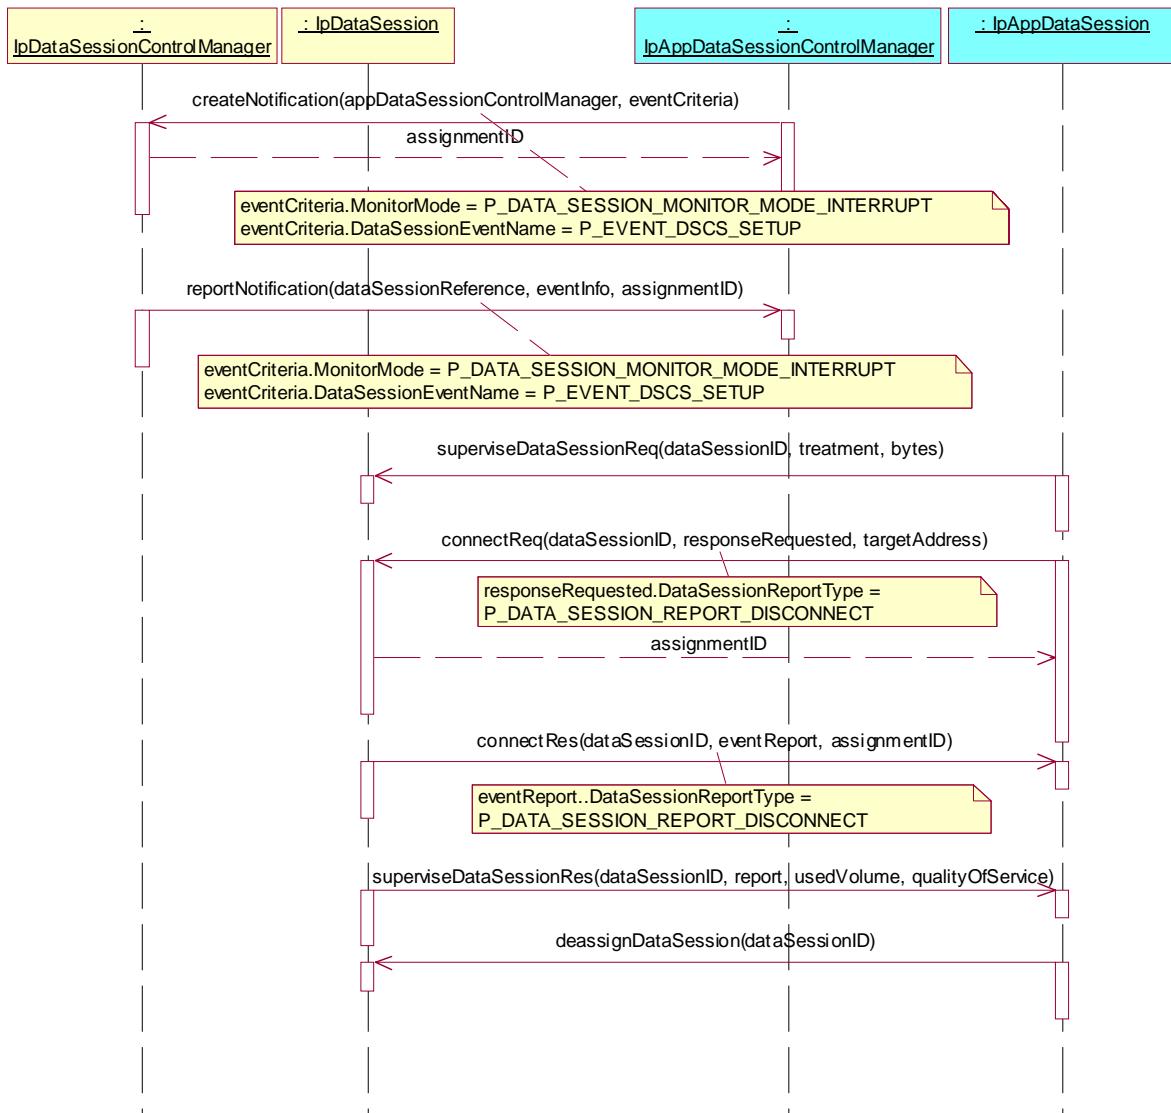 :
IpDataSessionControlManager
: IpDataSession
:
IpAppDataSessionControlManager
: IpAppDataSession
createNotification(appDataSessionControlManager, eventCriteria)
assignmentID
eventCriteria.MonitorMode = P_DATA_SESSION_MONITOR_MODE_INTERRUPT
eventCriteria.DataSessionEventName = P_EVENT_DSCS_SETUP
reportNotification(dataSessionReference, eventInfo, assignmentID)
eventCriteria.MonitorMode = P_DATA_SESSION_MONITOR_MODE_INTERRUPT
eventCriteria.DataSessionEventName = P_EVENT_DSCS_SETUP
superviseDataSessionReq(dataSessionID, treatment, bytes)
connectReq(dataSessionID, responseRequested, targetAddress)
responseRequested.DataSessionReportType =
P_DATA_SESSION_REPORT_DISCONNECT
assignmentID
connectRes(dataSessionID, eventReport, assignmentID)
eventReport..DataSessionReportType =
P_DATA_SESSION_REPORT_DISCONNECT
superviseDataSessionRes(dataSessionID, report, usedVolume, qualityOfService)
deassignDataSession(dataSessionID)